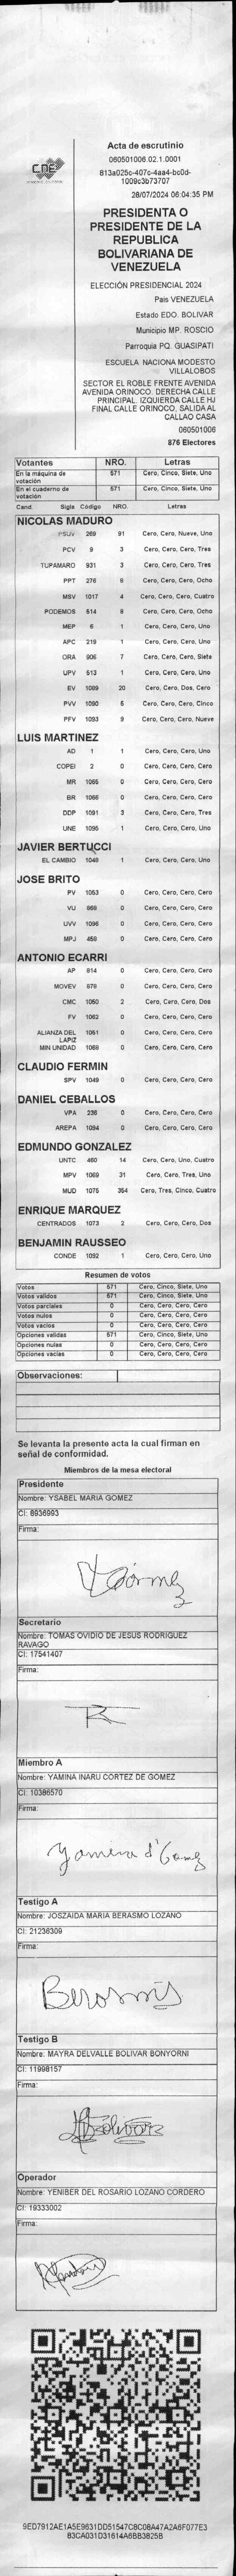 CNE
Acta de escrutinio
060501006.02.1.0001
813a025c-407c-4aa4-bc0d-
1009c3b73707
28/07/2024 06:04:35 PM
PRESIDENTA O
PRESIDENTE DE LA
REPUBLICA
BOLIVARIANA DE
VENEZUELA
ELECCIÓN PRESIDENCIAL 2024
Pais VENEZUELA
Estado EDO. BOLIVAR
Municipio MP. ROSCIO
Parroquia PQ. GUASIPATI
ESCUELA NACIONA MODESTO
VILLALOBOS
SECTOR EL ROBLE FRENTE AVENIDA
AVENIDA ORINOCO. DERECHA CALLE
PRINCIPAL. IZQUIERDA CALLE HJ
FINAL CALLE ORINOCO, SALIDA AL
CALLAO CASA
060501006
876 Electores
Votantes NRO. Letras
En la máquina de votación 571 Cero, Cinco, Siete, Uno
En el cuaderno de votación 571 Cero, Cinco, Siete, Uno
Cand Sigla Código NRO. Letras
NICOLAS MADURO
PSUV 269 91 Cero, Cero, Nueve, Uno
PCV 9 3 Cero, Cero, Cero, Tres
TUPAMARO 931 3 Cero, Cero, Cero, Tres
PPT 276 8 Cero, Cero, Cero, Ocho
MSV 1017 4 Cero, Cero, Cero, Cuatro
PODEMOS 514 8 Cero, Cero, Cero, Ocho
MEP 6 1 Cero, Cero, Cero, Uno
APC 219 1 Cero, Cero, Cero, Uno
ORA 906 7 Cero, Cero, Cero, Siete
UPV 513 1 Cero, Cero, Cero, Uno
EV 1089 20 Cero, Cero, Dos, Cero
PVV 1090 5 Cero, Cero, Cero, Cinco
PFV 1093 9 Cero, Cero, Cero, Nueve
LUIS MARTINEZ
AD 1 1 Cero, Cero, Cero, Uno
COPEI 2 0 Cero, Cero, Cero, Cero
MR 1065 0 Cero, Cero, Cero, Cero
BR 1086 0 Cero, Cero, Cero, Cero
DDP 1091 3 Cero, Cero, Cero, Tres
UNE 1095 1 Cero, Cero, Cero, Uno
JAVIER BERTUCCI
EL CAMBIO 1048 1 Cero, Cero, Cero, Uno
JOSE BRITO
PV 1053 0 Cero, Cero, Cero, Cero
VU 868 0 Cero, Cero, Cero, Cero
UVV 1096 0 Cero, Cero, Cero, Cero
MPJ 459 0 Cero, Cero, Cero, Cero
ANTONIO ECARRI
AP 814 0 Cero, Cero, Cero, Cero
MOVEV 979 0 Cero, Cero, Cero, Cero
CMC 1050 2 Cero, Cero, Cero, Dos
FV 1062 0 Cero, Cero, Cero, Cero
ALIANZA DEL LAPIZ 1051 0 Cero, Cero, Cero, Cero
MIN UNIDAD 1068 0 Cero, Cero, Cero, Cero
CLAUDIO FERMIN
SPV 1049 0 Cero, Cero, Cero, Cero
DANIEL CEBALLOS
VPA 236 0 Cero, Cero, Cero, Cero
AREPA 1094 0 Cero, Cero, Cero, Cero
EDMUNDO GONZALEZ
UNTC 460 14 Cero, Cero, Uno, Cuatro
MPV 1069 31 Cero, Cero, Tres, Uno
MUD 1075 354 Cero, Tres, Cinco, Cuatro
ENRIQUE MARQUEZ
CENTRADOS 1073 2 Cero, Cero, Cero, Dos
BENJAMIN RAUSSEO
CONDE 1092 1 Cero, Cero, Cero, Uno
Resumen de votos
Votos 571 Cero, Cinco, Siete, Uno
Votos validos 571 Cero, Cinco, Siete, Uno
Votos parciales 0 Cero, Cero, Cero, Cero
Votos nulos 0 Cero, Cero, Cero, Cero
Votos vacios 0 Cero, Cero, Cero, Cero
Opciones validas 571 Cero, Cinco, Siete, Uno
Opciones nulas 0 Cero, Cero, Cero, Cero
Opciones vacias 0 Cero, Cero, Cero, Cero
Observaciones:
Se levanta la presente acta la cual firman en
señal de conformidad.
Miembros de la mesa electoral
Presidente
Nombre: YSABEL MARIA GOMEZ
CI: 8936993
Firma:
Secretario
Nombre: TOMAS OVIDIO DE JESUS RODRIGUEZ
RAVAGO
CI: 17541407
Firma:
Miembro A
Nombre: YAMINA INARU CORTEZ DE GOMEZ
CI: 10386570
Firma:
Yamina d' Gomez
Testigo A
Nombre: JOSZAIDA MARIA BERASMO LOZANO
CI: 21236309
Firma:
Testigo B
Nombre: MAYRA DELVALLE BOLIVAR BONYORNI
CI: 11998157
Firma:
Operador
Nombre: YENIBER DEL ROSARIO LOZANO CORDERO
CI: 19333002
Firma:
9ED7912AE1A5E9631DD51547C8C08A47A2A6F077E3
83CA031D31614A6BB3825B